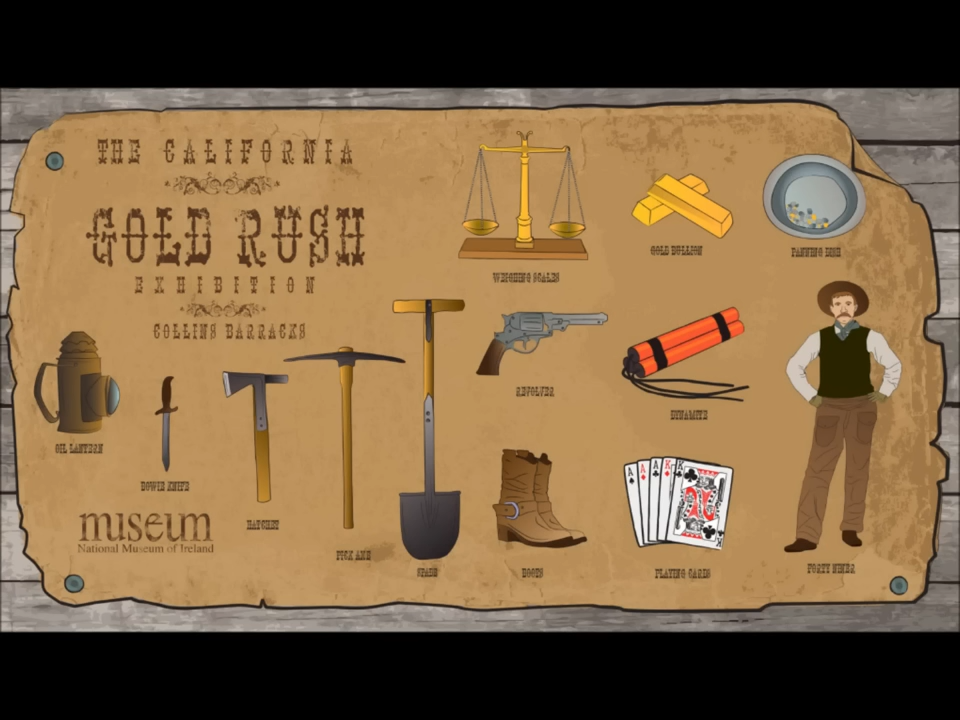 THE CALIFORNIA
GOLD RUSH
EXHIBITION
COLLINS BARRACKS
WEIGHING SCALES
GOLD BULLION
PANNING DISH
REVOLVER
DYNAMITE
OIL LANTERN
BOWIE KNIFE
HATCHET
PICK AXE
SPADE
BOOTS
PLAYING CARDS
FORTY NINER
museum
National Museum of Ireland
A
A
A
K
K